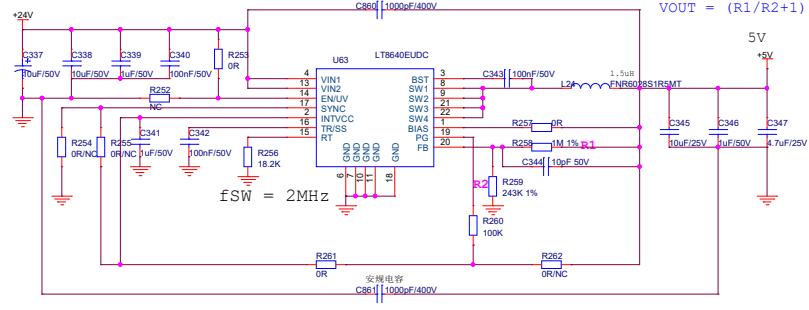 C860 1000pF/400V
VOUT = (R1/R2+1)
+24V
5V
+5V
C337
10uF/50V
C338
10uF/50V
C339
1uF/50V
C340
100nF/50V
R253
0R
U63
LT8640EUDC
4 VIN1
13 VIN2
14 EN/UV
17 SYNC
2 INTVCC
16 TR/SS
15 RT
BST 3
SW1 8
SW2 9
SW3 21
SW4 22
BIAS 1
PG 19
FB 20
GND
GND
GND
GND
GND
6
7
10
11
18
C343 100nF/50V
L24
1.5uH
FNR6028S1R5MT
R252
NC
R257 0R
R258 1M 1% R1
C344 10pF 50V
R2
R259
243K 1%
C345
10uF/25V
C346
1uF/50V
C347
4.7uF/25V
R254
0R/NC
R255
0R/NC
C341
1uF/50V
C342
100nF/50V
R256
18.2K
fSW = 2MHz
R260
100K
R261
0R
R262
0R/NC
安规电容
C861 1000pF/400V